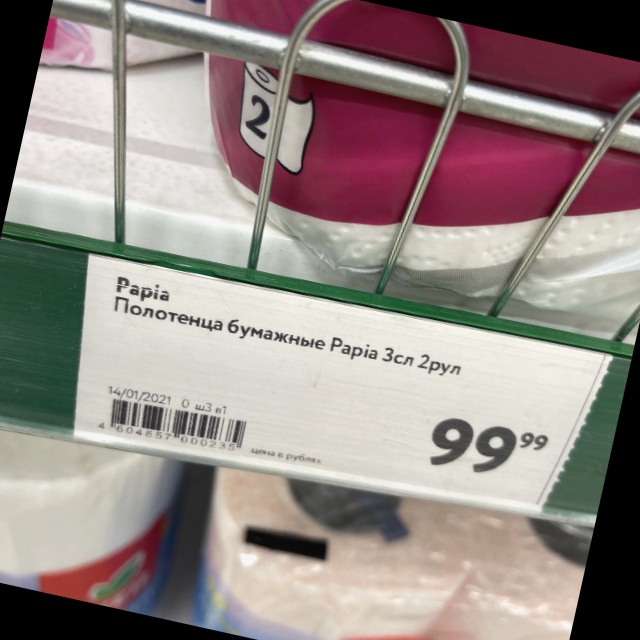 2
Papia
Полотенца бумажные Papia 3сл 2рул
14/01/2021 0 ш3 в1
4 604857 000235
цена в рублях
99 99